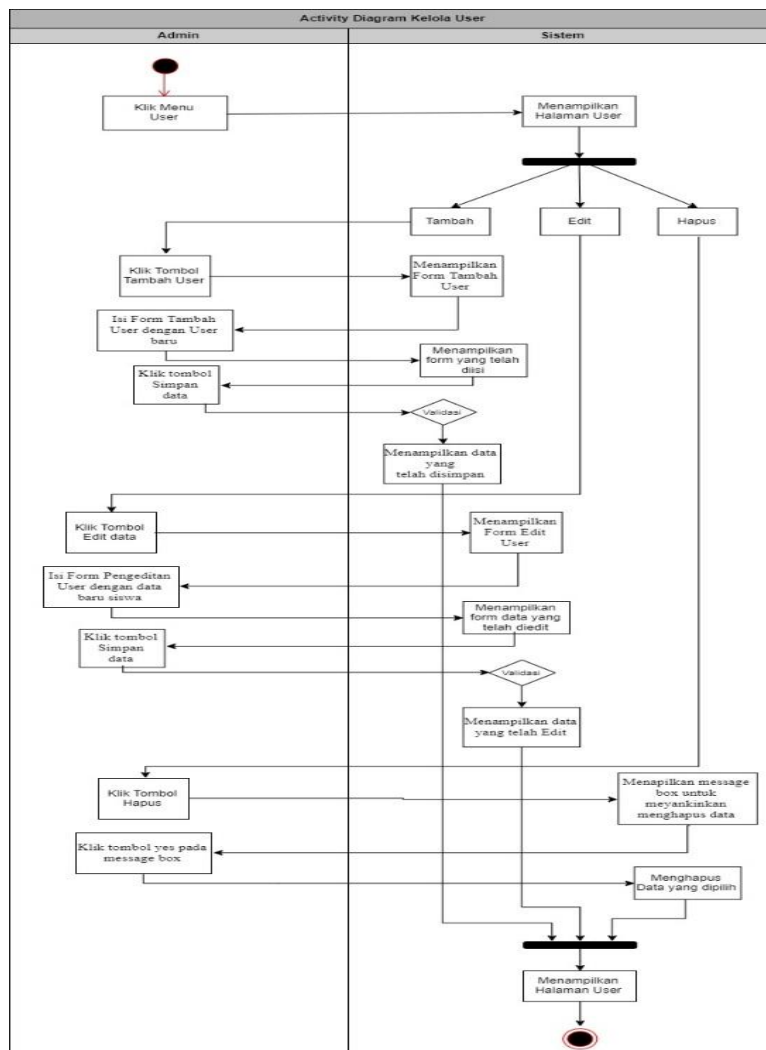 Activity Diagram Kelola User
Admin
Sistem
Klik Menu
User
Menampilkan
Halaman User
Tambah
Edit
Hapus
Klik Tombol
Tambah User
Menampilkan
Form Tambah
User
Isi Form Tambah
User dengan User
baru
Menampilkan
form yang telah
diisi
Klik tombol
Simpan
data
Validasi
Menampilkan data
yang
telah disimpan
Klik Tombol
Edit data
Menampilkan
Form Edit
User
Isi Form Pengeditan
User dengan data
baru siswa
Menampilkan
form data yang
telah diedit
Klik tombol
Simpan
data
Validasi
Menampilkan data
yang telah Edit
Klik Tombol
Hapus
Menapilkan message
box untuk
meyankinkan
menghapus data
Klik tombol yes pada
message box
Menghapus
Data yang dipilih
Menampilkan
Halaman User